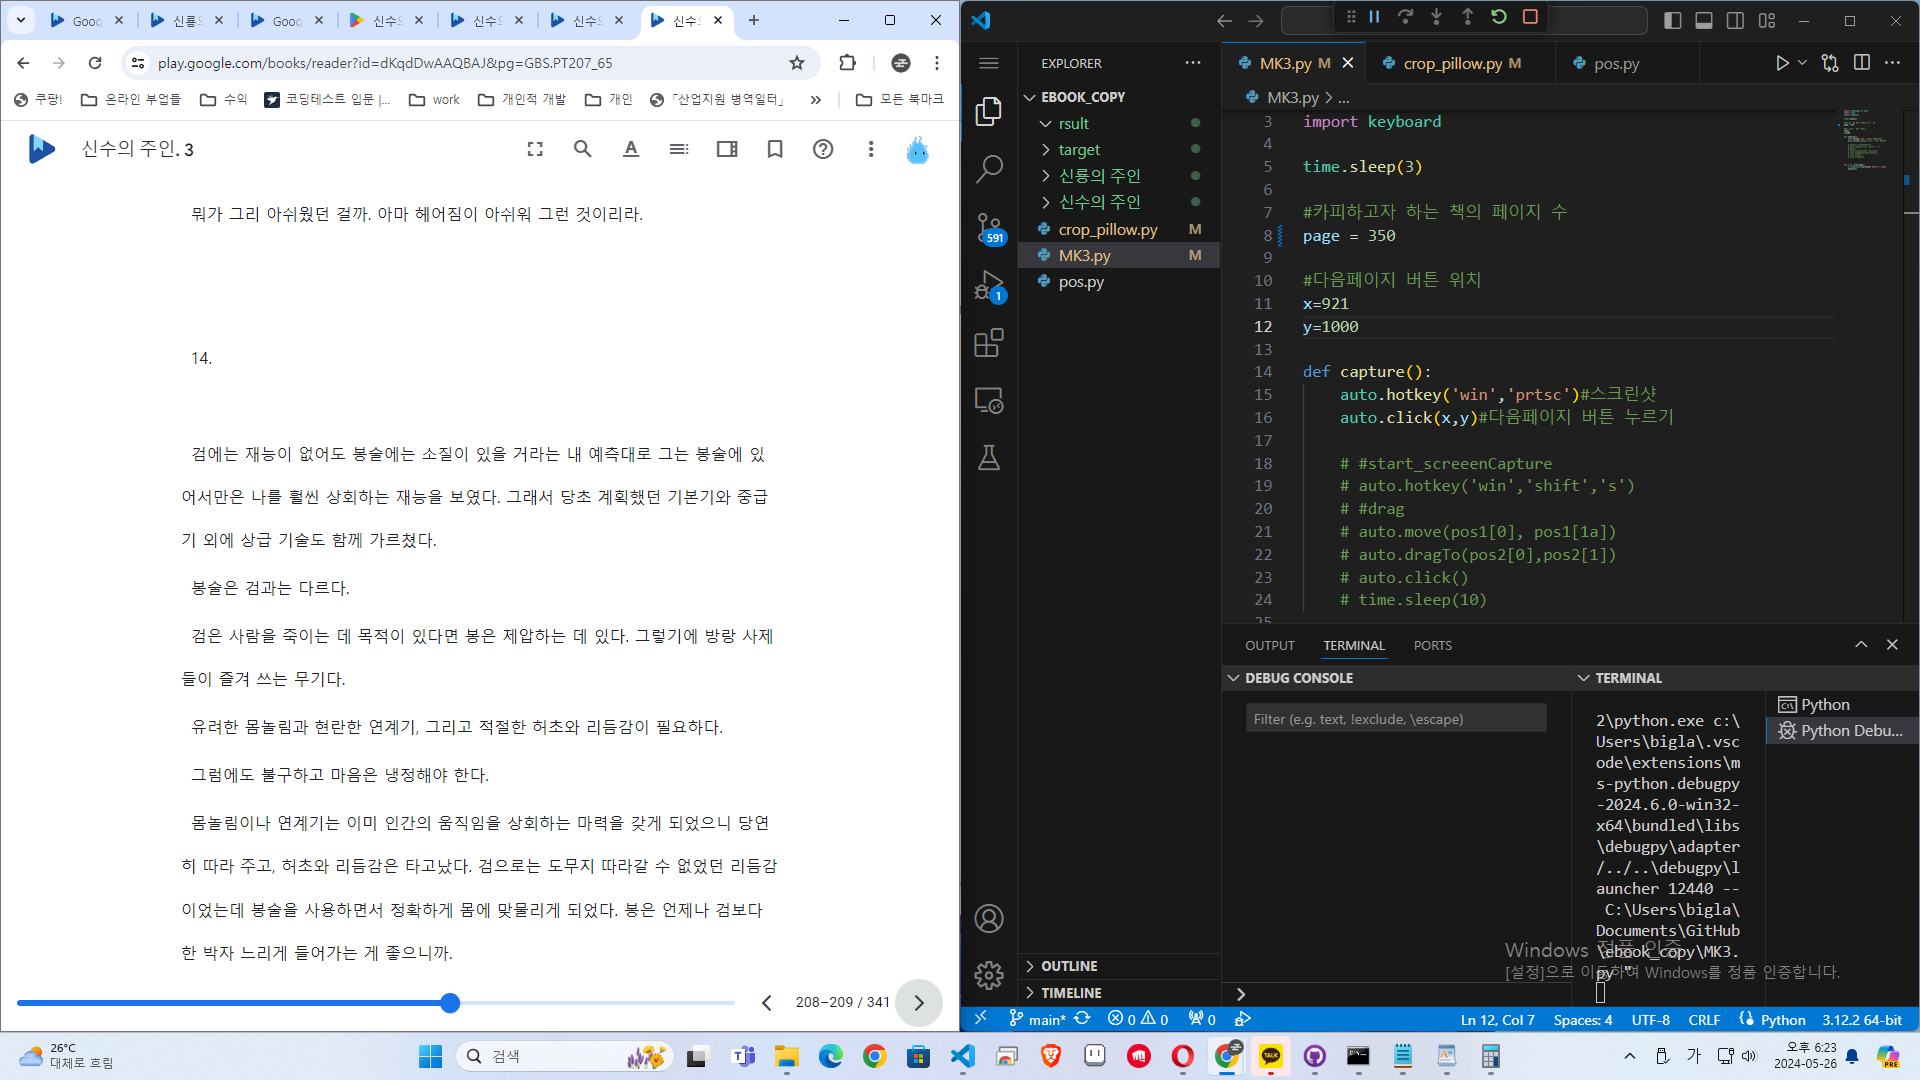 Goog
신룡으
Goog
신수의
신수
신수
신수
play.google.com/books/reader?id=dKqdDwAAQBAJ&pg=GBS.PT207_65
쿠팡!
온라인 부업들
수익
코딩테스트 입문 |...
work
개인적 개발
개인
「산업지원 병역일터」
»
모든 북마크
신수의 주인. 3
뭐가 그리 아쉬웠던 걸까. 아마 헤어짐이 아쉬워 그런 것이리라.
14.
검에는 재능이 없어도 봉술에는 소질이 있을 거라는 내 예측대로 그는 봉술에 있
어서만은 나를 훨씬 상회하는 재능을 보였다. 그래서 당초 계획했던 기본기와 중급
기 외에 상급 기술도 함께 가르쳤다.
봉술은 검과는 다르다.
검은 사람을 죽이는 데 목적이 있다면 봉은 제압하는 데 있다. 그렇기에 방랑 사제
들이 즐겨 쓰는 무기다.
유려한 몸놀림과 현란한 연계기, 그리고 적절한 허초와 리듬감이 필요하다.
그럼에도 불구하고 마음은 냉정해야 한다.
몸놀림이나 연계기는 이미 인간의 움직임을 상회하는 마력을 갖게 되었으니 당연
히 따라 주고, 허초와 리듬감은 타고났다. 검으로는 도무지 따라갈 수 없었던 리듬감
이었는데 봉술을 사용하면서 정확하게 몸에 맞물리게 되었다. 봉은 언제나 검보다
한 박자 느리게 들어가는 게 좋으니까.
208–209 / 341
EXPLORER
EBOOK_COPY
rsult
target
신룡의 주인
신수의 주인
crop_pillow.py M
MK3.py M
pos.py
591
1
OUTLINE
TIMELINE
MK3.py M
crop_pillow.py M
pos.py
MK3.py > ...
3 import keyboard
4
5 time.sleep(3)
6
7 #카피하고자 하는 책의 페이지 수
8 page = 350
9
10 #다음페이지 버튼 위치
11 x=921
12 y=1000
13
14 def capture():
15 auto.hotkey('win','prtsc')#스크린샷
16 auto.click(x,y)#다음페이지 버튼 누르기
17
18 # #start_screeenCapture
19 # auto.hotkey('win','shift','s')
20 # #drag
21 # auto.move(pos1[0], pos1[1a])
22 # auto.dragTo(pos2[0],pos2[1])
23 # auto.click()
24 # time.sleep(10)
25
OUTPUT
TERMINAL
PORTS
DEBUG CONSOLE
Filter (e.g. text, !exclude, \escape)
TERMINAL
2\python.exe c:\
Users\bigla\.vsc
ode\extensions\m
s-python.debugpy
-2024.6.0-win32-
x64\bundled\libs
\debugpy\adapter
/../..\debugpy\l
auncher 12440 --
C:\Users\bigla\
Documents\GitHub
\ebook_copy\MK3.
py "
Python
Python Debu...
Windows 정품 인증
[설정]으로 이동하여 Windows를 정품 인증합니다.
main*
0
0
0
Ln 12, Col 7
Spaces: 4
UTF-8
CRLF
Python
3.12.2 64-bit
26°C
대체로 흐림
검색
TALK
가
오후 6:23
2024-05-26
PRE